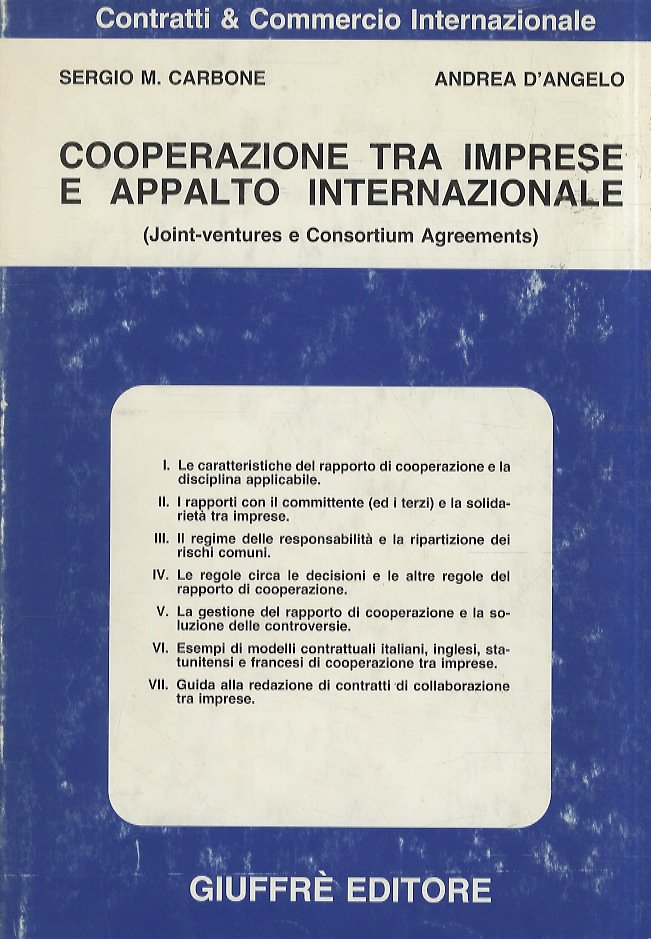 Contratti & Commercio Internazionale
SERGIO M. CARBONE ANDREA D'ANGELO
COOPERAZIONE TRA IMPRESE
E APPALTO INTERNAZIONALE
(Joint-ventures e Consortium Agreements)
I. Le caratteristiche del rapporto di cooperazione e la
disciplina applicabile.
II. I rapporti con il committente (ed i terzi) e la solida-
rietà tra imprese.
III. Il regime delle responsabilità e la ripartizione dei
rischi comuni.
IV. Le regole circa le decisioni e le altre regole del
rapporto di cooperazione.
V. La gestione del rapporto di cooperazione e la so-
luzione delle controversie.
VI. Esempi di modelli contrattuali italiani, inglesi, sta-
tunitensi e francesi di cooperazione tra imprese.
VII. Guida alla redazione di contratti di collaborazione
tra imprese.
GIUFFRÈ EDITORE